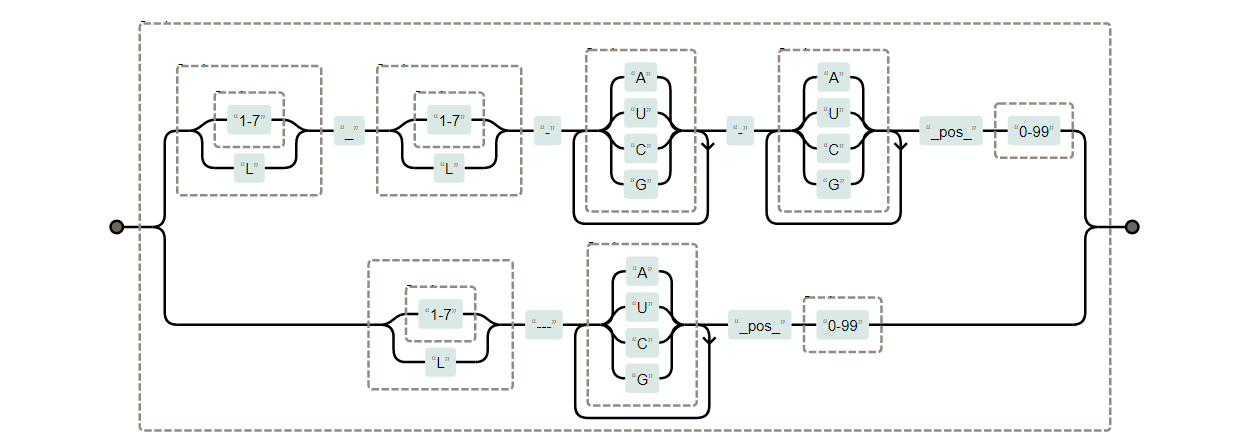 “1-7” “L” “_” “1-7” “L” “-” “A” “U” “C” “G” “-” “A” “U” “C” “G” “_pos_” “0-99”
“1-7” “L” “---” “A” “U” “C” “G” “_pos_” “0-99”